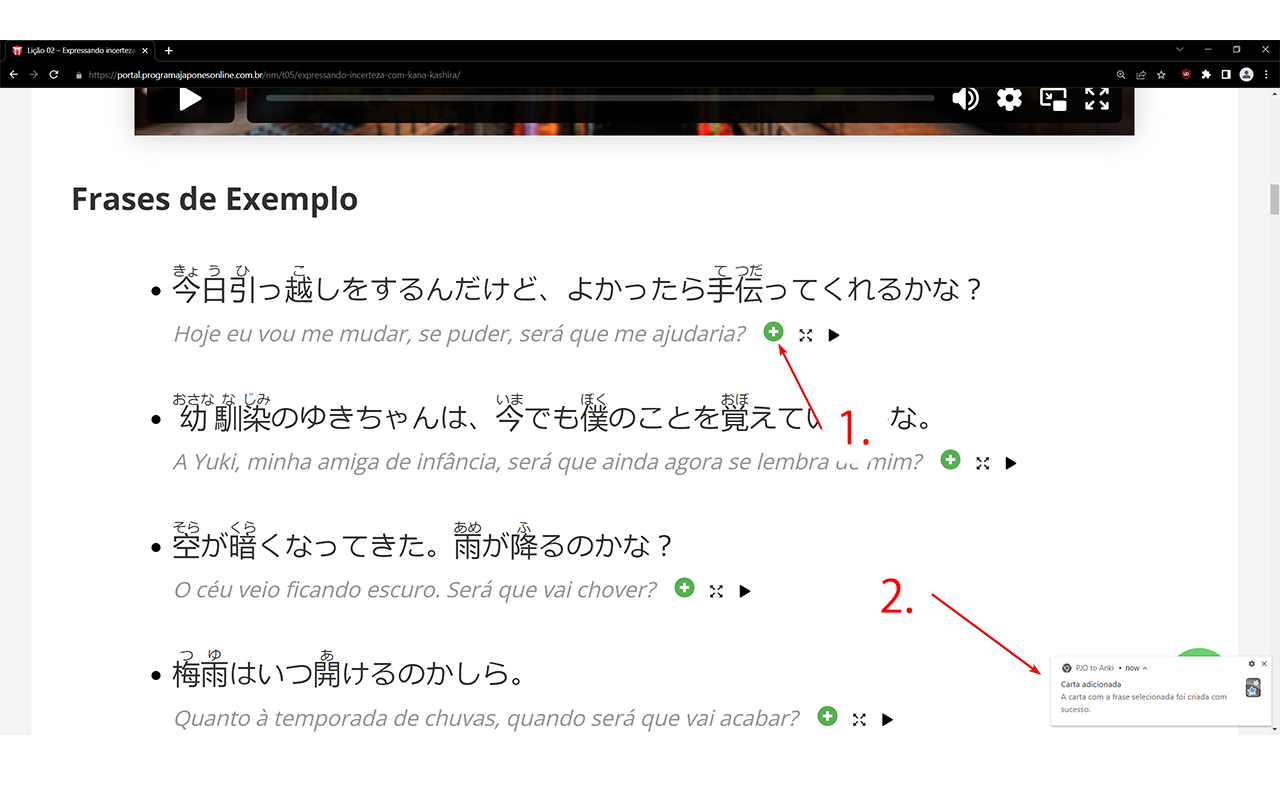 Lição 02 – Expressando incerteza
https://portal.programajaponesonline.com.br/nm/t05/expressando-incerteza-com-kana-kashira/
Frases de Exemplo
きょ う ひ こ て つだ
今日引っ越しをするんだけど、よかったら手伝ってくれるかな？
Hoje eu vou me mudar, se puder, será que me ajudaria?
1.
おさな な じみ いま ぼく おぼ
幼馴染のゆきちゃんは、今でも僕のことを覚えてい な。
A Yuki, minha amiga de infância, será que ainda agora se lembra de mim?
そら くら あめ ふ
空が暗くなってきた。雨が降るのかな？
O céu veio ficando escuro. Será que vai chover?
2.
つ ゆ あ
梅雨はいつ開けるのかしら。
Quanto à temporada de chuvas, quando será que vai acabar?
PJO to Anki • now
Carta adicionada
A carta com a frase selecionada foi criada com
sucesso.